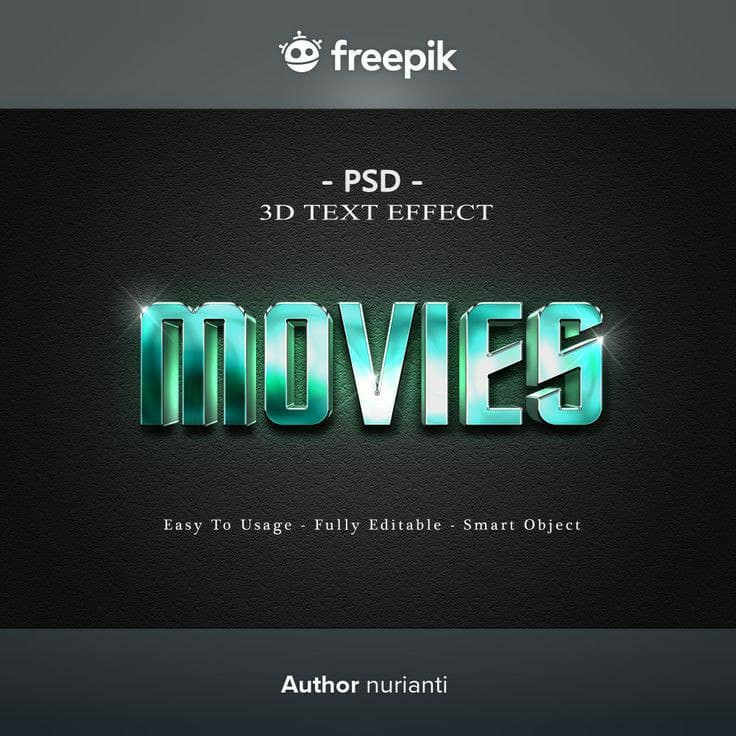 freepik
- PSD -
3D TEXT EFFECT
MOVIES
Easy To Usage - Fully Editable - Smart Object
Author nurianti